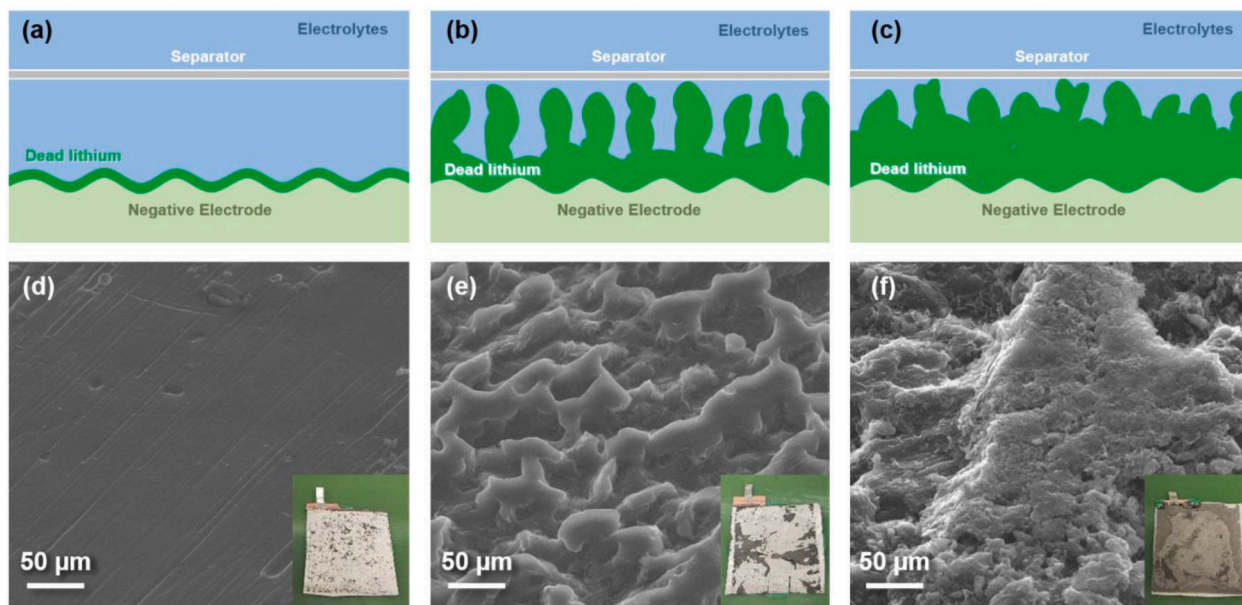 (a)
Electrolytes
Separator
Dead lithium
Negative Electrode
(b)
Electrolytes
Separator
Dead lithium
Negative Electrode
(c)
Electrolytes
Separator
Dead lithium
Negative Electrode
(d)
50 μm
(e)
50 μm
(f)
50 μm